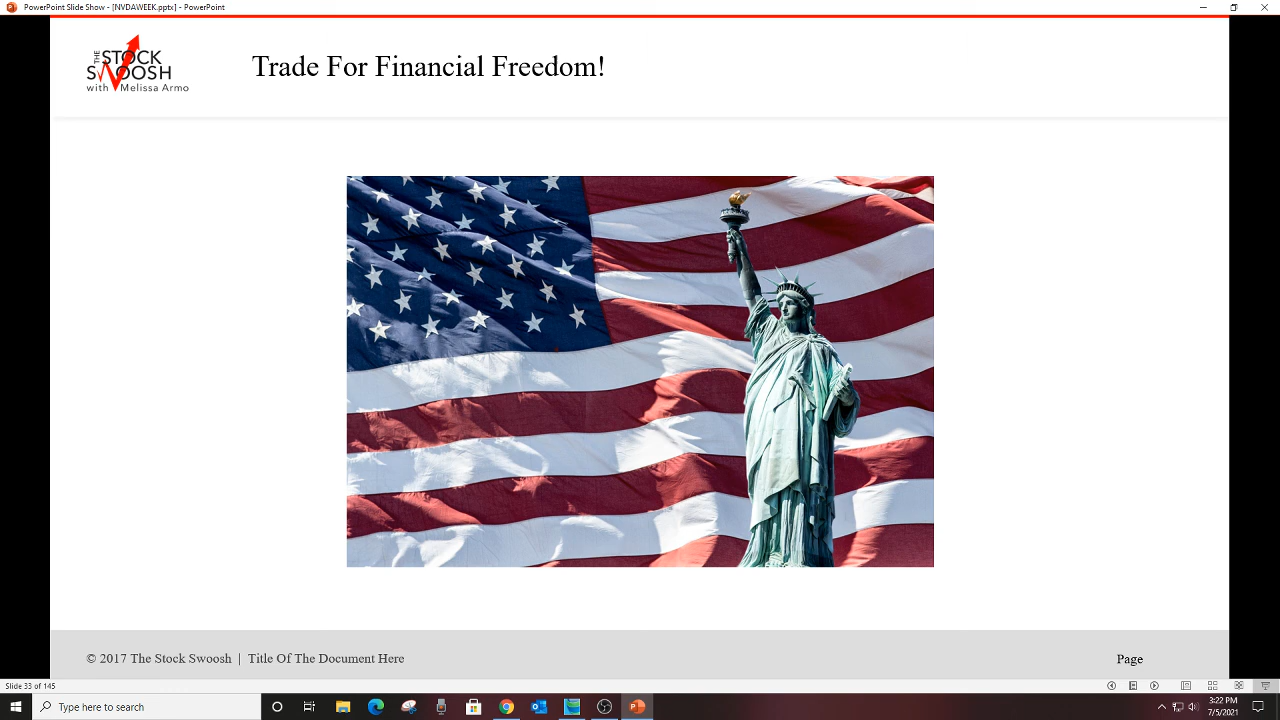 PowerPoint Slide Show - [NVDAWEEK.pptx] - PowerPoint
THE STOCK
SWOOSH
with Melissa Armo
Trade For Financial Freedom!
© 2017 The Stock Swoosh | Title Of The Document Here
Page
Slide 33 of 145
Type here to search
3:22 PM
7/5/2021